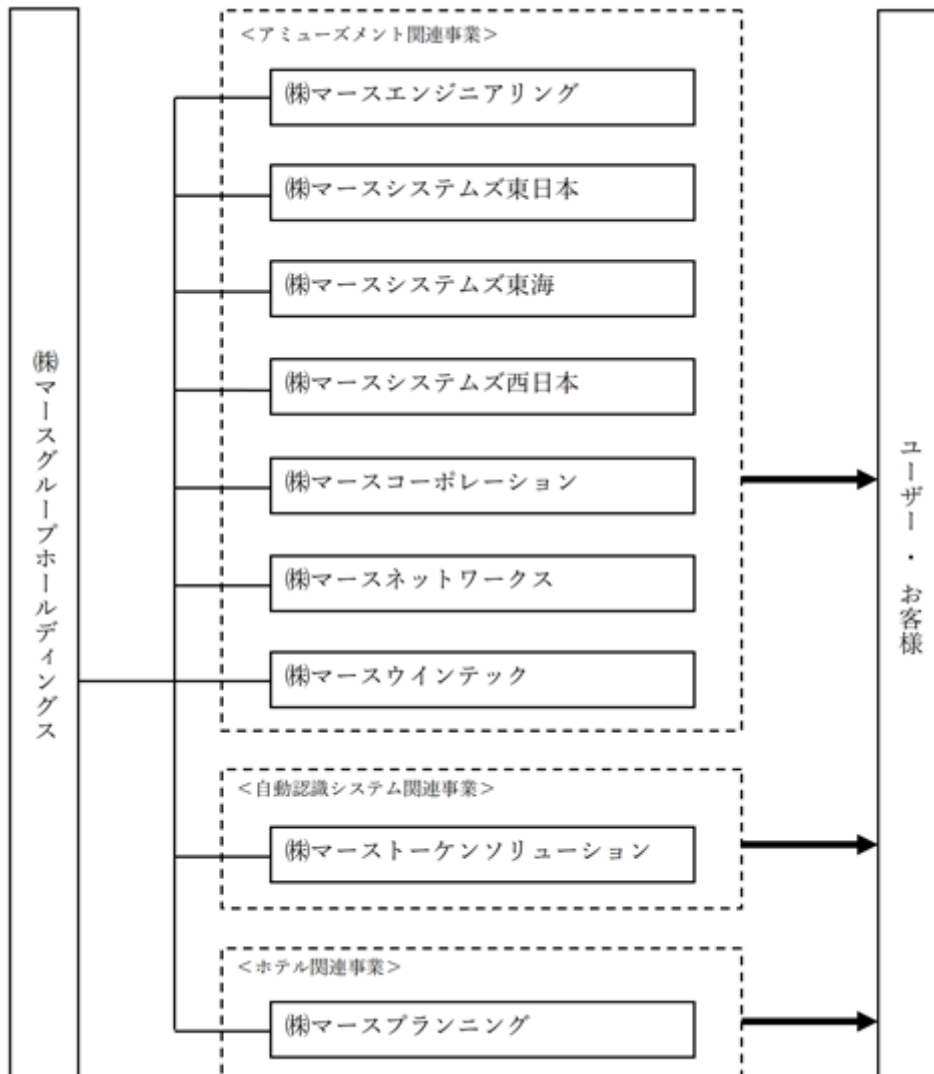 ㈱マースグループホールディングス
＜アミューズメント関連事業＞
㈱マースエンジニアリング
㈱マースシステムズ東日本
㈱マースシステムズ東海
㈱マースシステムズ西日本
㈱マースコーポレーション
㈱マースネットワークス
㈱マースウインテック
＜自動認識システム関連事業＞
㈱マーストーケンソリューション
＜ホテル関連事業＞
㈱マースプランニング
ユーザー・お客様